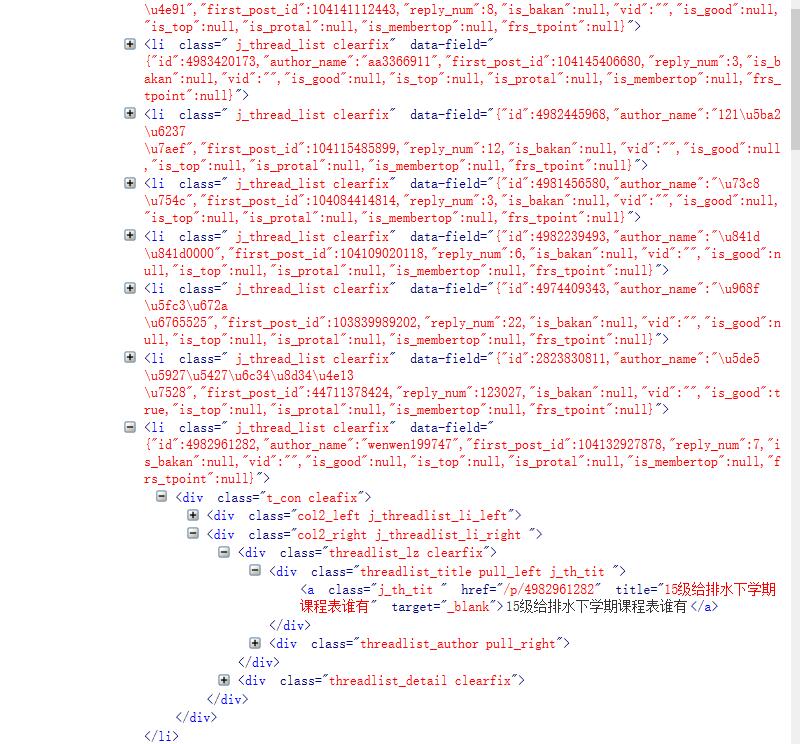 \u4e91","first_post_id":104141112443,"reply_num":8,"is_bakan":null,"vid":"","is_good":null,
"is_top":null,"is_protal":null,"is_membertop":null,"frs_tpoint":null}">
<li class=" j_thread_list clearfix" data-field="
{"id":4983420173,"author_name":"aa3366911","first_post_id":104145406680,"reply_num":3,"is_b
akan":null,"vid":"","is_good":null,"is_top":null,"is_protal":null,"is_membertop":null,"frs_
tpoint":null}">
<li class=" j_thread_list clearfix" data-field="{"id":4982445968,"author_name":"121\u5ba2
\u6237
\u7aef","first_post_id":104115485899,"reply_num":12,"is_bakan":null,"vid":"","is_good":null
,"is_top":null,"is_protal":null,"is_membertop":null,"frs_tpoint":null}">
<li class=" j_thread_list clearfix" data-field="{"id":4981456580,"author_name":"\u73c8
\u754c","first_post_id":104084414814,"reply_num":3,"is_bakan":null,"vid":"","is_good":null,
"is_top":null,"is_protal":null,"is_membertop":null,"frs_tpoint":null}">
<li class=" j_thread_list clearfix" data-field="{"id":4982239493,"author_name":"\u841d
\u841d0000","first_post_id":104109020118,"reply_num":6,"is_bakan":null,"vid":"","is_good":n
ull,"is_top":null,"is_protal":null,"is_membertop":null,"frs_tpoint":null}">
<li class=" j_thread_list clearfix" data-field="{"id":4974409343,"author_name":"\u968f
\u5fc3\u672a
\u6765525","first_post_id":103839989202,"reply_num":22,"is_bakan":null,"vid":"","is_good":n
ull,"is_top":null,"is_protal":null,"is_membertop":null,"frs_tpoint":null}">
<li class=" j_thread_list clearfix" data-field="{"id":2823830811,"author_name":"\u5de5
\u5927\u5427\u6c34\u8d34\u4e13
\u7528","first_post_id":44711378424,"reply_num":123027,"is_bakan":null,"vid":"","is_good":t
rue,"is_top":null,"is_protal":null,"is_membertop":null,"frs_tpoint":null}">
<li class=" j_thread_list clearfix" data-field="
{"id":4982961282,"author_name":"wenwen199747","first_post_id":104132927878,"reply_num":7,"i
s_bakan":null,"vid":"","is_good":null,"is_top":null,"is_protal":null,"is_membertop":null,"f
rs_tpoint":null}">
<div class="t_con cleafix">
<div class="col2_left j_threadlist_li_left">
<div class="col2_right j_threadlist_li_right ">
<div class="threadlist_lz clearfix">
<div class="threadlist_title pull_left j_th_tit ">
<a class="j_th_tit " href="/p/4982961282" title="15级给排水下学期
课程表谁有" target="_blank">15级给排水下学期课程表谁有</a>
</div>
<div class="threadlist_author pull_right">
</div>
<div class="threadlist_detail clearfix">
</div>
</div>
</li>